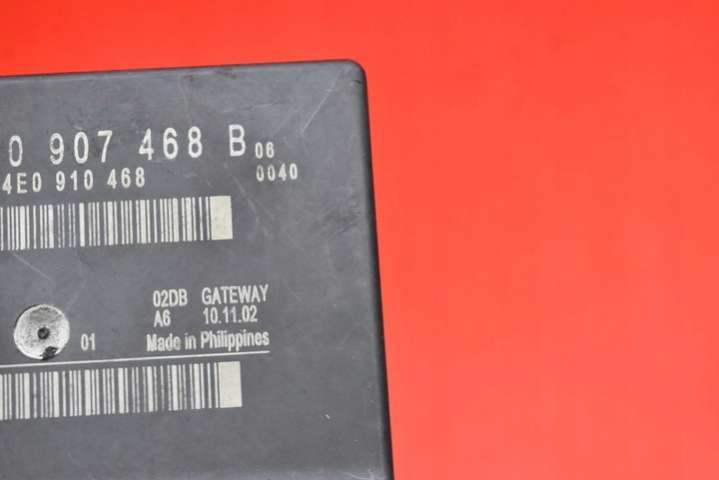 0 907 468 B 06
4E0 910 468 0040
02DB GATEWAY
A6 10.11.02
01 Made in Philippines